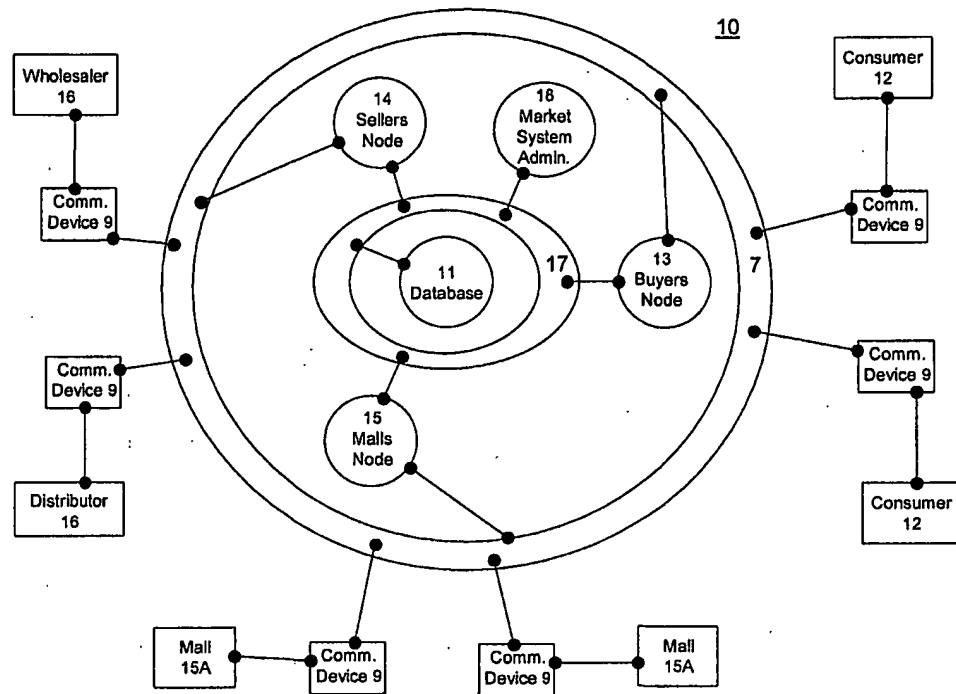 10
Wholesaler
16
Consumer
12
14
Sellers
Node
18
Market
System
Admin.
Comm.
Device 9
Comm.
Device 9
7
17
13
Buyers
Node
11
Database
Comm.
Device 9
Comm.
Device 9
15
Malls
Node
Distributor
16
Consumer
12
Mall
15A
Comm.
Device 9
Comm.
Device 9
Mall
15A